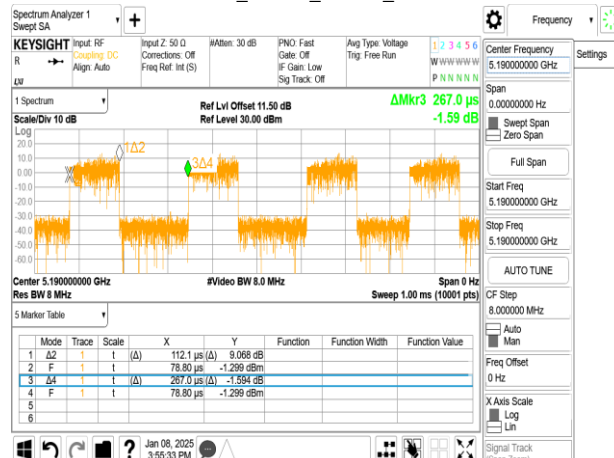 Spectrum Analyzer 1
Swept SA
+
Frequency
Settings
KEYSIGHT
R
Input: RF
Coupling: DC
Align: Auto
Input Z: 50 Ω
Corrections: Off
Freq Ref: Int (S)
#Atten: 30 dB
PNO: Fast
Gate: Off
IF Gain: Low
Sig Track: Off
Avg Type: Voltage
Trig: Free Run
1 2 3 4 5 6
W W W W W W
P N N N N N
1 Spectrum
Scale/Div 10 dB
Ref Lvl Offset 11.50 dB
Ref Level 30.00 dBm
ΔMkr3 267.0 µs
-1.59 dB
Log
20.0
10.0
0.00
-10.0
-20.0
-30.0
-40.0
-50.0
-60.0
1Δ2
3Δ4
Center 5.190000000 GHz
Res BW 8 MHz
#Video BW 8.0 MHz
Span 0 Hz
Sweep 1.00 ms (10001 pts)
5 Marker Table
Mode Trace Scale X Y Function Function Width Function Value
1 Δ2 1 t (Δ) 112.1 µs (Δ) 9.068 dB
2 F 1 t 78.80 µs -1.299 dBm
3 Δ4 1 t (Δ) 267.0 µs (Δ) -1.594 dB
4 F 1 t 78.80 µs -1.299 dBm
5
6
Jan 08, 2025
3:55:33 PM
Center Frequency
5.190000000 GHz
Span
0.00000000 Hz
Swept Span
Zero Span
Full Span
Start Freq
5.190000000 GHz
Stop Freq
5.190000000 GHz
AUTO TUNE
CF Step
8.000000 MHz
Auto
Man
Freq Offset
0 Hz
X Axis Scale
Log
Lin
Signal Track